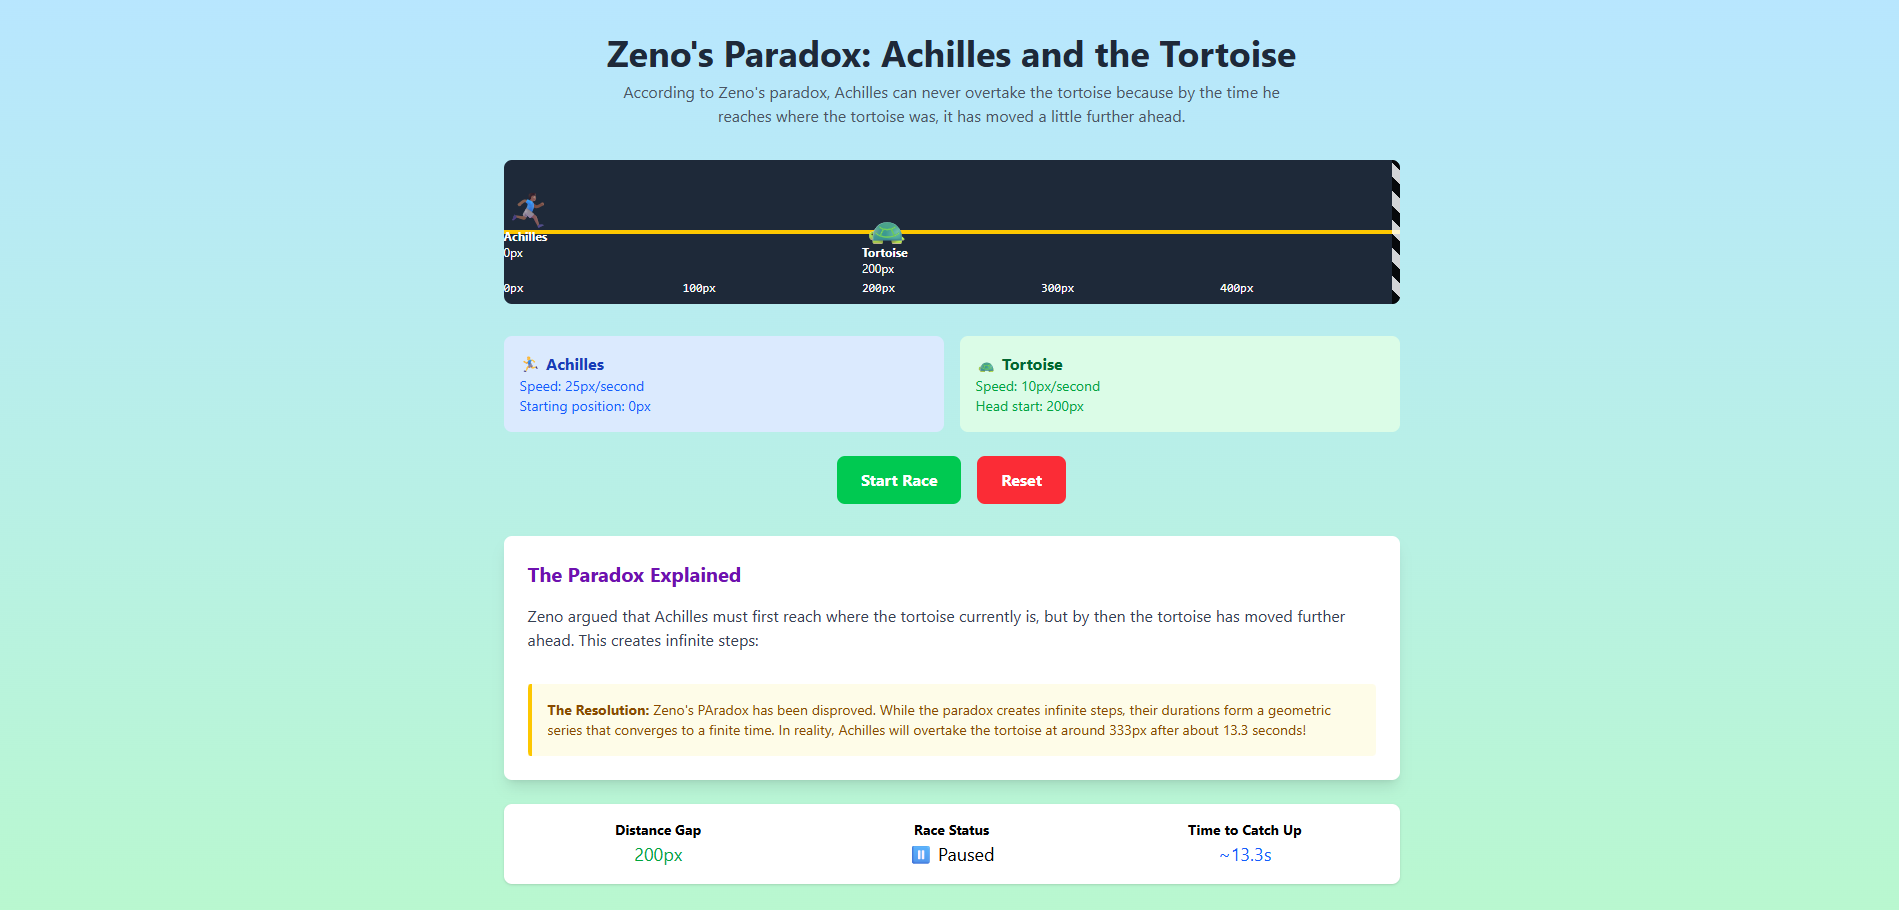 Zeno's Paradox: Achilles and the Tortoise
According to Zeno's paradox, Achilles can never overtake the tortoise because by the time he
reaches where the tortoise was, it has moved a little further ahead.
Achilles
0px
Tortoise
200px
0px 100px 200px 300px 400px
Achilles
Speed: 25px/second
Starting position: 0px
Tortoise
Speed: 10px/second
Head start: 200px
Start Race Reset
The Paradox Explained
Zeno argued that Achilles must first reach where the tortoise currently is, but by then the tortoise has moved further
ahead. This creates infinite steps:
The Resolution: Zeno's PAradox has been disproved. While the paradox creates infinite steps, their durations form a geometric
series that converges to a finite time. In reality, Achilles will overtake the tortoise at around 333px after about 13.3 seconds!
Distance Gap
200px
Race Status
Paused
Time to Catch Up
~13.3s